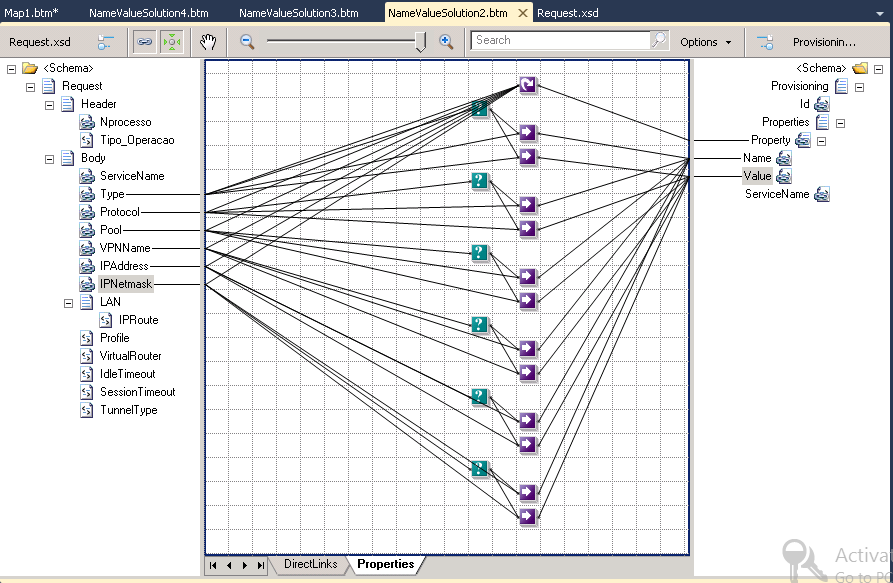 Map1.btm* NameValueSolution4.btm NameValueSolution3.btm NameValueSolution2.btm Request.xsd
Request.xsd Search Options Provisionin...
<Schema> <Schema>
Request Provisioning
Header Id
Nprocesso Properties
Tipo_Operacao Property
Body Name
ServiceName Value
Type ServiceName
Protocol
Pool
VPNName
IPAddress
IPNetmask
LAN
IPRoute
Profile
VirtualRouter
IdleTimeout
SessionTimeout
TunnelType
Activa
DirectLinks Properties
Go to PC